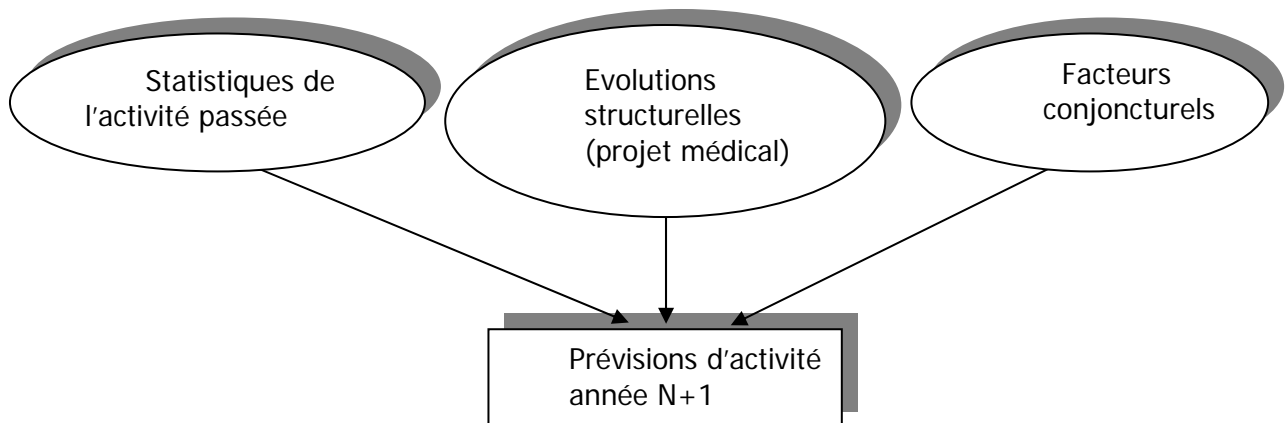 Statistiques de
l'activité passée
Evolutions
structurelles
(projet médical)
Facteurs
conjoncturels
Prévisions d'activité
année N+1